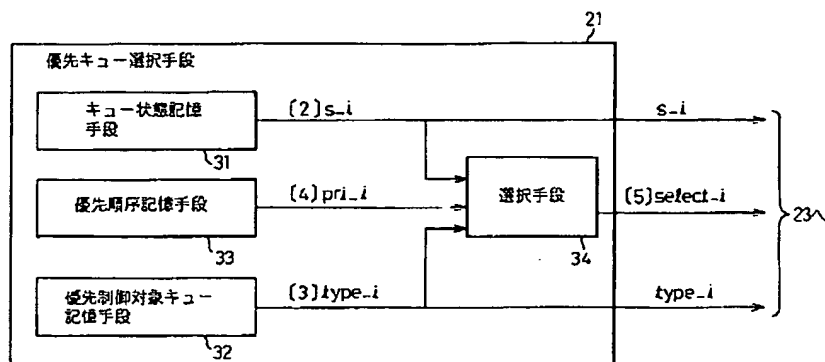 21
優先キュー選択手段
キュー状態記憶
手段
31
(2)s_i
s_i
優先順序記憶手段
33
(4)pri_i
選択手段
34
(5)select_i
23へ
優先制御対象キュー
記憶手段
32
(3)type_i
type_i